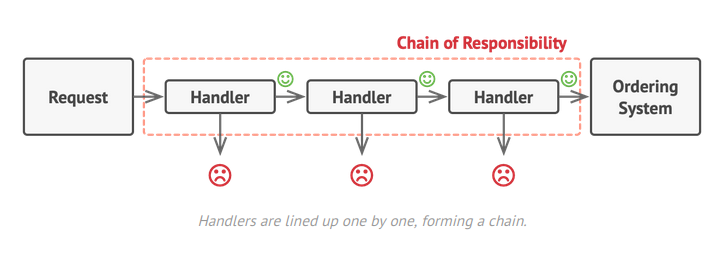 Chain of Responsibility
Request
Handler
Handler
Handler
Ordering
System
Handlers are lined up one by one, forming a chain.